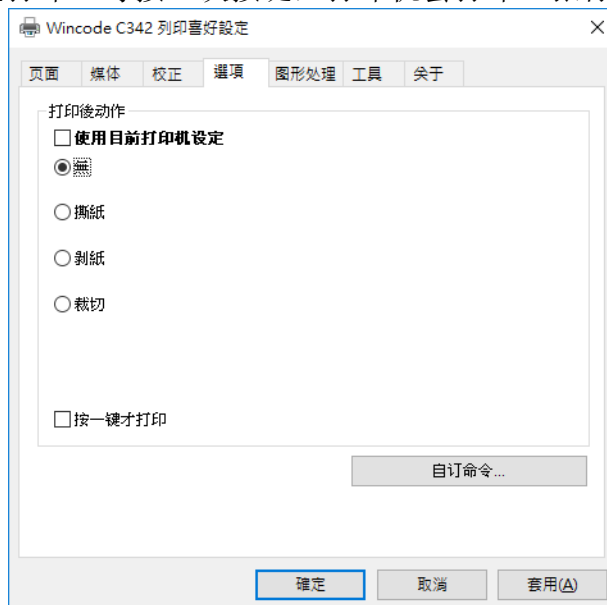 Wincode C342 列印喜好設定
页面 媒体 校正 選項 图形处理 工具 关于
打印後动作
使用目前打印机设定
無
撕紙
剥紙
裁切
按一键才打印
自订命令...
確定 取消 套用(A)